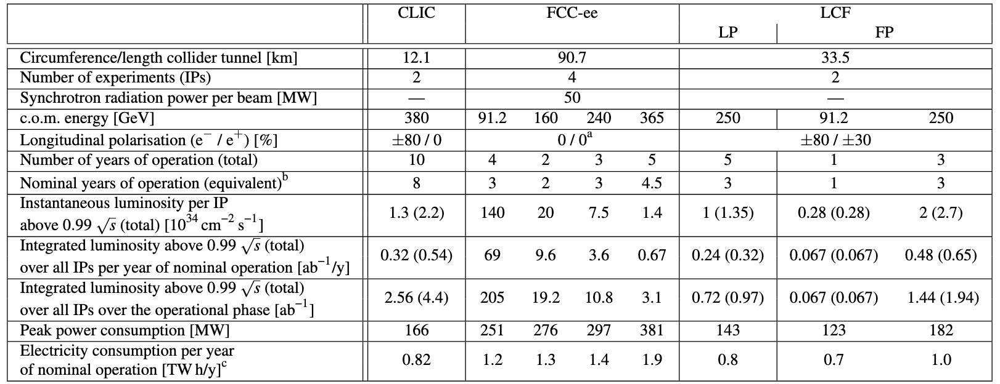 CLIC FCC-ee LCF
LP FP
Circumference/length collider tunnel [km] 12.1 90.7 33.5
Number of experiments (IPs) 2 4 2
Synchrotron radiation power per beam [MW] — 50 —
c.o.m. energy [GeV] 380 91.2 160 240 365 250 91.2 250
Longitudinal polarisation (e⁻ / e⁺) [%] ±80 / 0 0 / 0ᵃ ±80 / ±30
Number of years of operation (total) 10 4 2 3 5 5 1 3
Nominal years of operation (equivalent)ᵇ 8 3 2 3 4.5 3 1 3
Instantaneous luminosity per IP
above 0.99 √s (total) [10³⁴ cm⁻² s⁻¹] 1.3 (2.2) 140 20 7.5 1.4 1 (1.35) 0.28 (0.28) 2 (2.7)
Integrated luminosity above 0.99 √s (total)
over all IPs per year of nominal operation [ab⁻¹/y] 0.32 (0.54) 69 9.6 3.6 0.67 0.24 (0.32) 0.067 (0.067) 0.48 (0.65)
Integrated luminosity above 0.99 √s (total)
over all IPs over the operational phase [ab⁻¹] 2.56 (4.4) 205 19.2 10.8 3.1 0.72 (0.97) 0.067 (0.067) 1.44 (1.94)
Peak power consumption [MW] 166 251 276 297 381 143 123 182
Electricity consumption per year
of nominal operation [TW h/y]ᶜ 0.82 1.2 1.3 1.4 1.9 0.8 0.7 1.0